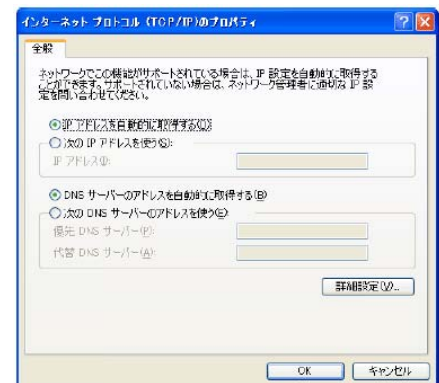 インターネット プロトコル (TCP/IP)のプロパティ
全般
ネットワークでこの機能がサポートされている場合は、IP 設定を自動的に取得する
ことができます。サポートされていない場合は、ネットワーク管理者に適切な IP 設
定を問い合わせてください。
IP アドレスを自動的に取得する(O)
次の IP アドレスを使う(S):
IP アドレス(I):
DNS サーバーのアドレスを自動的に取得する(B)
次の DNS サーバーのアドレスを使う(E):
優先 DNS サーバー(P):
代替 DNS サーバー(A):
詳細設定(V)...
OK
キャンセル